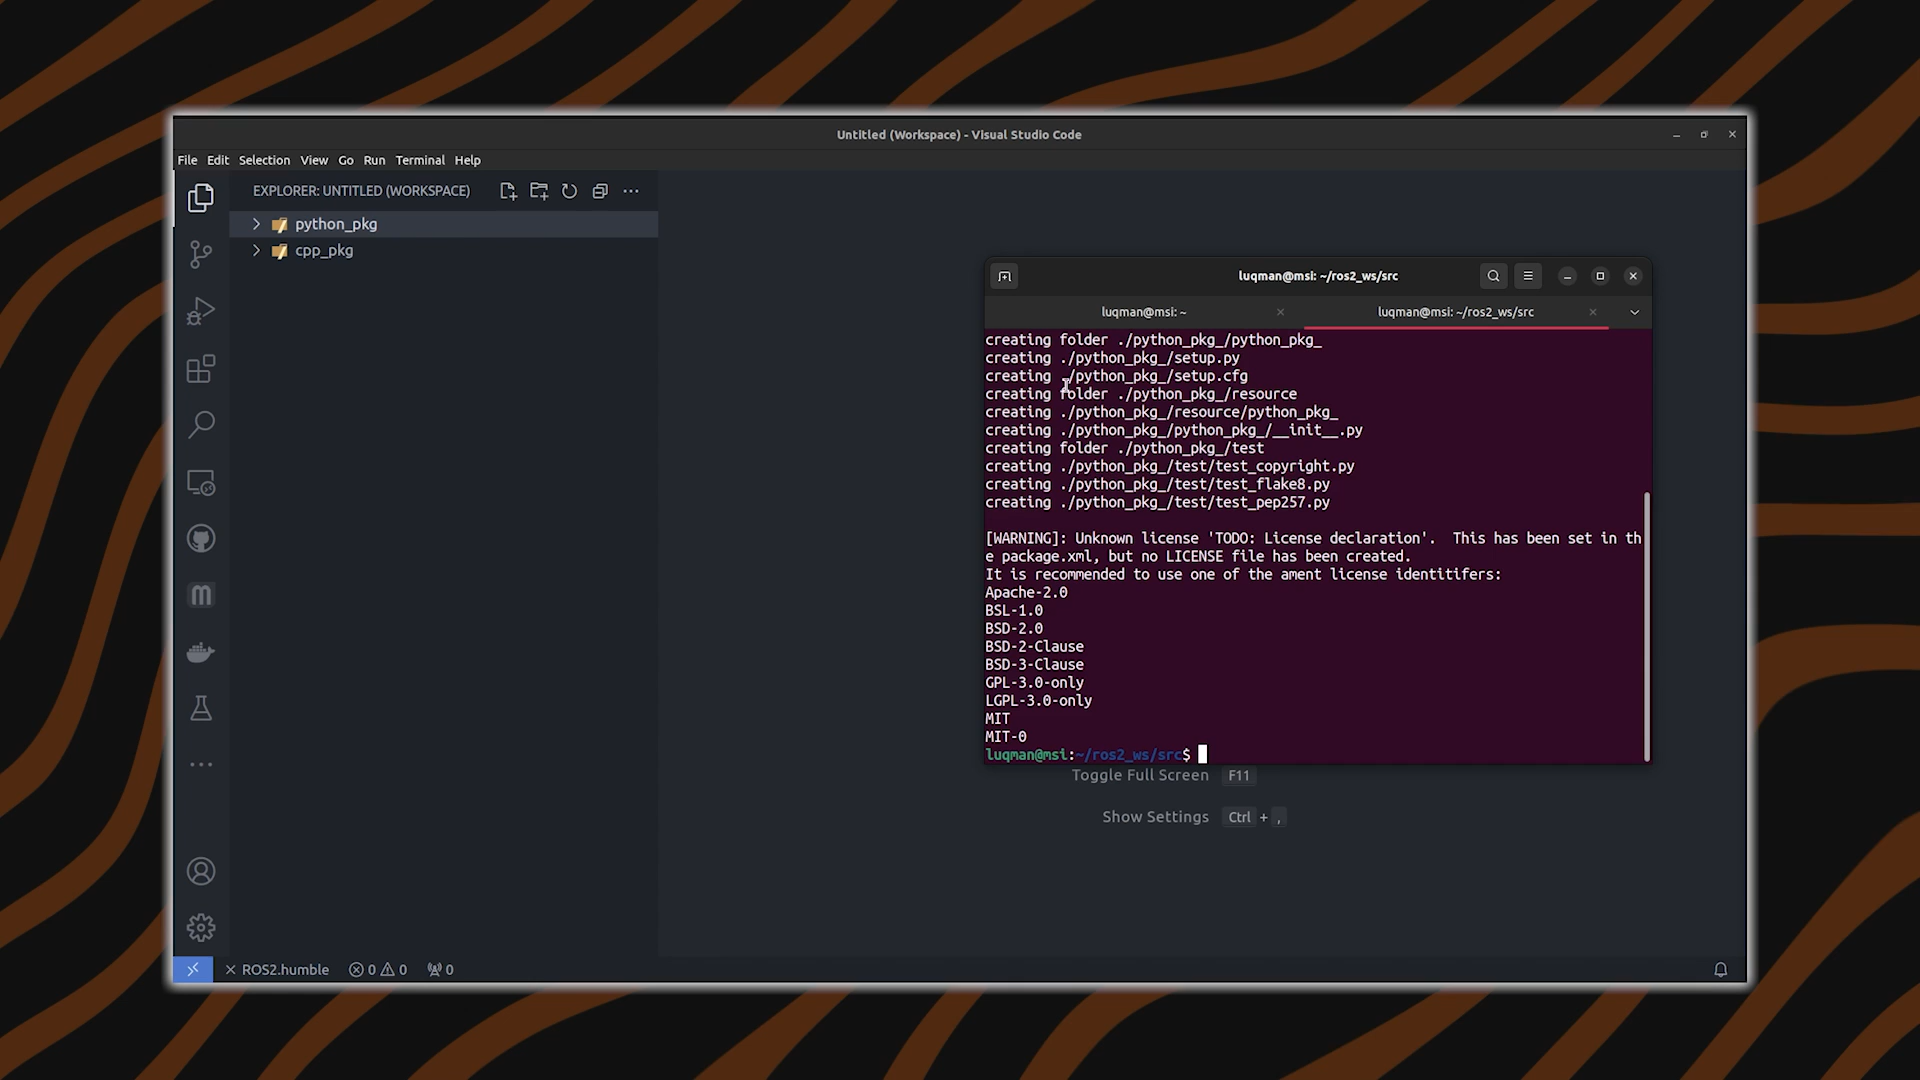 Untitled (Workspace) - Visual Studio Code
File Edit Selection View Go Run Terminal Help
EXPLORER: UNTITLED (WORKSPACE)
python_pkg
cpp_pkg
luqman@msi: ~/ros2_ws/src
luqman@msi: ~
luqman@msi: ~/ros2_ws/src
creating folder ./python_pkg_/python_pkg_
creating ./python_pkg_/setup.py
creating ./python_pkg_/setup.cfg
creating folder ./python_pkg_/resource
creating ./python_pkg_/resource/python_pkg_
creating ./python_pkg_/python_pkg_/__init__.py
creating folder ./python_pkg_/test
creating ./python_pkg_/test/test_copyright.py
creating ./python_pkg_/test/test_flake8.py
creating ./python_pkg_/test/test_pep257.py
[WARNING]: Unknown license 'TODO: License declaration'.  This has been set in th
e package.xml, but no LICENSE file has been created.
It is recommended to use one of the ament license identitifers:
Apache-2.0
BSL-1.0
BSD-2.0
BSD-2-Clause
BSD-3-Clause
GPL-3.0-only
LGPL-3.0-only
MIT
MIT-0
luqman@msi:~/ros2_ws/src$
Toggle Full Screen F11
Show Settings Ctrl + ,
ROS2.humble 0 0 0